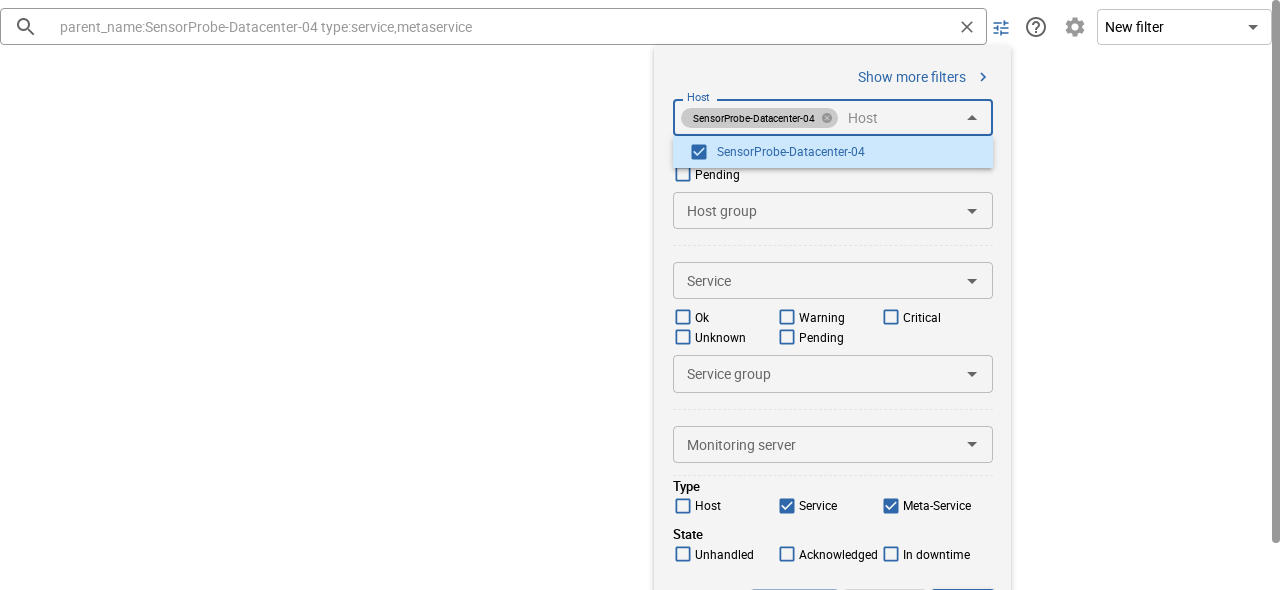 parent_name:SensorProbe-Datacenter-04 type:service,metaservice
New filter
Show more filters
Host
SensorProbe-Datacenter-04 Host
SensorProbe-Datacenter-04
Pending
Host group
Service
Ok Warning Critical
Unknown Pending
Service group
Monitoring server
Type
Host Service Meta-Service
State
Unhandled Acknowledged In downtime